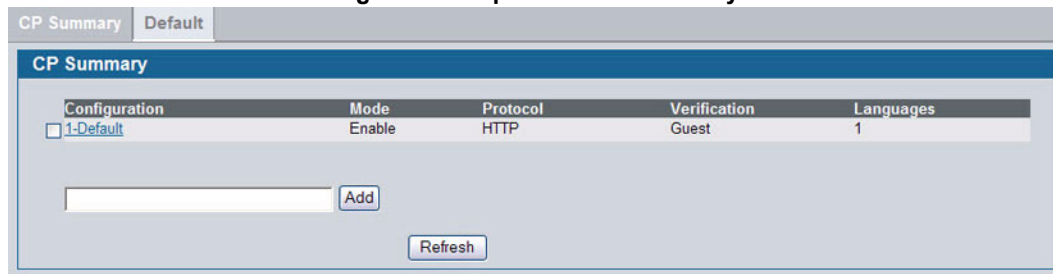 CP Summary Default
CP Summary
Configuration Mode Protocol Verification Languages
1-Default Enable HTTP Guest 1
Add
Refresh